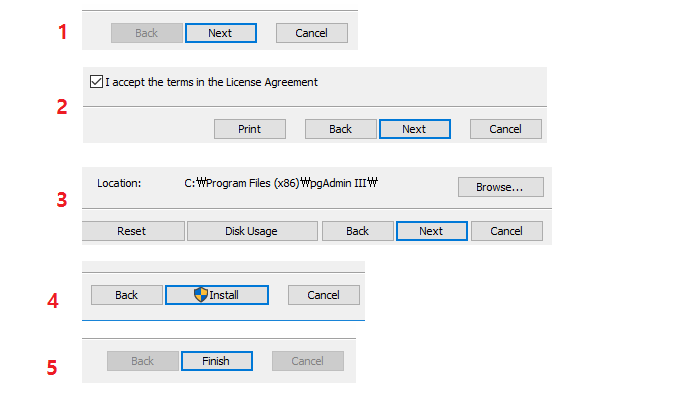 1 Back Next Cancel
I accept the terms in the License Agreement
2
Print Back Next Cancel
Location: C:₩Program Files (x86)₩pgAdmin III₩ Browse...
3
Reset Disk Usage Back Next Cancel
4 Back Install Cancel
5 Back Finish Cancel